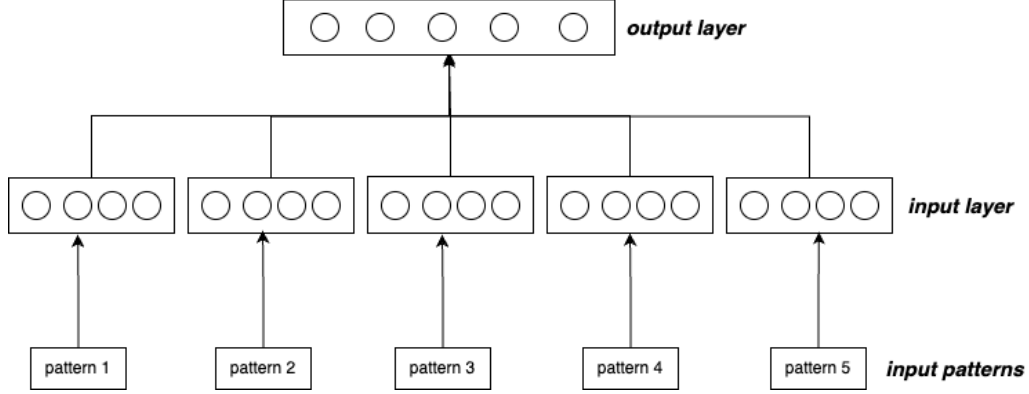 output layer
input layer
pattern 1
pattern 2
pattern 3
pattern 4
pattern 5
input patterns